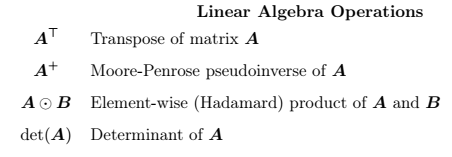 Linear Algebra Operations
A⊤ Transpose of matrix A
A+ Moore-Penrose pseudoinverse of A
A ⊙ B Element-wise (Hadamard) product of A and B
det(A) Determinant of A